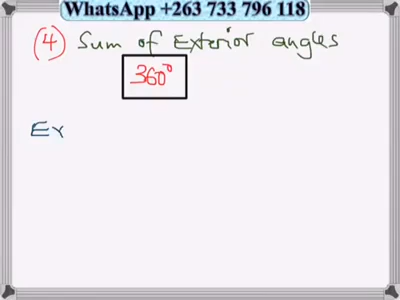 WhatsApp +263 733 796 118
(4) Sum of Exterior angles
360°
Ex